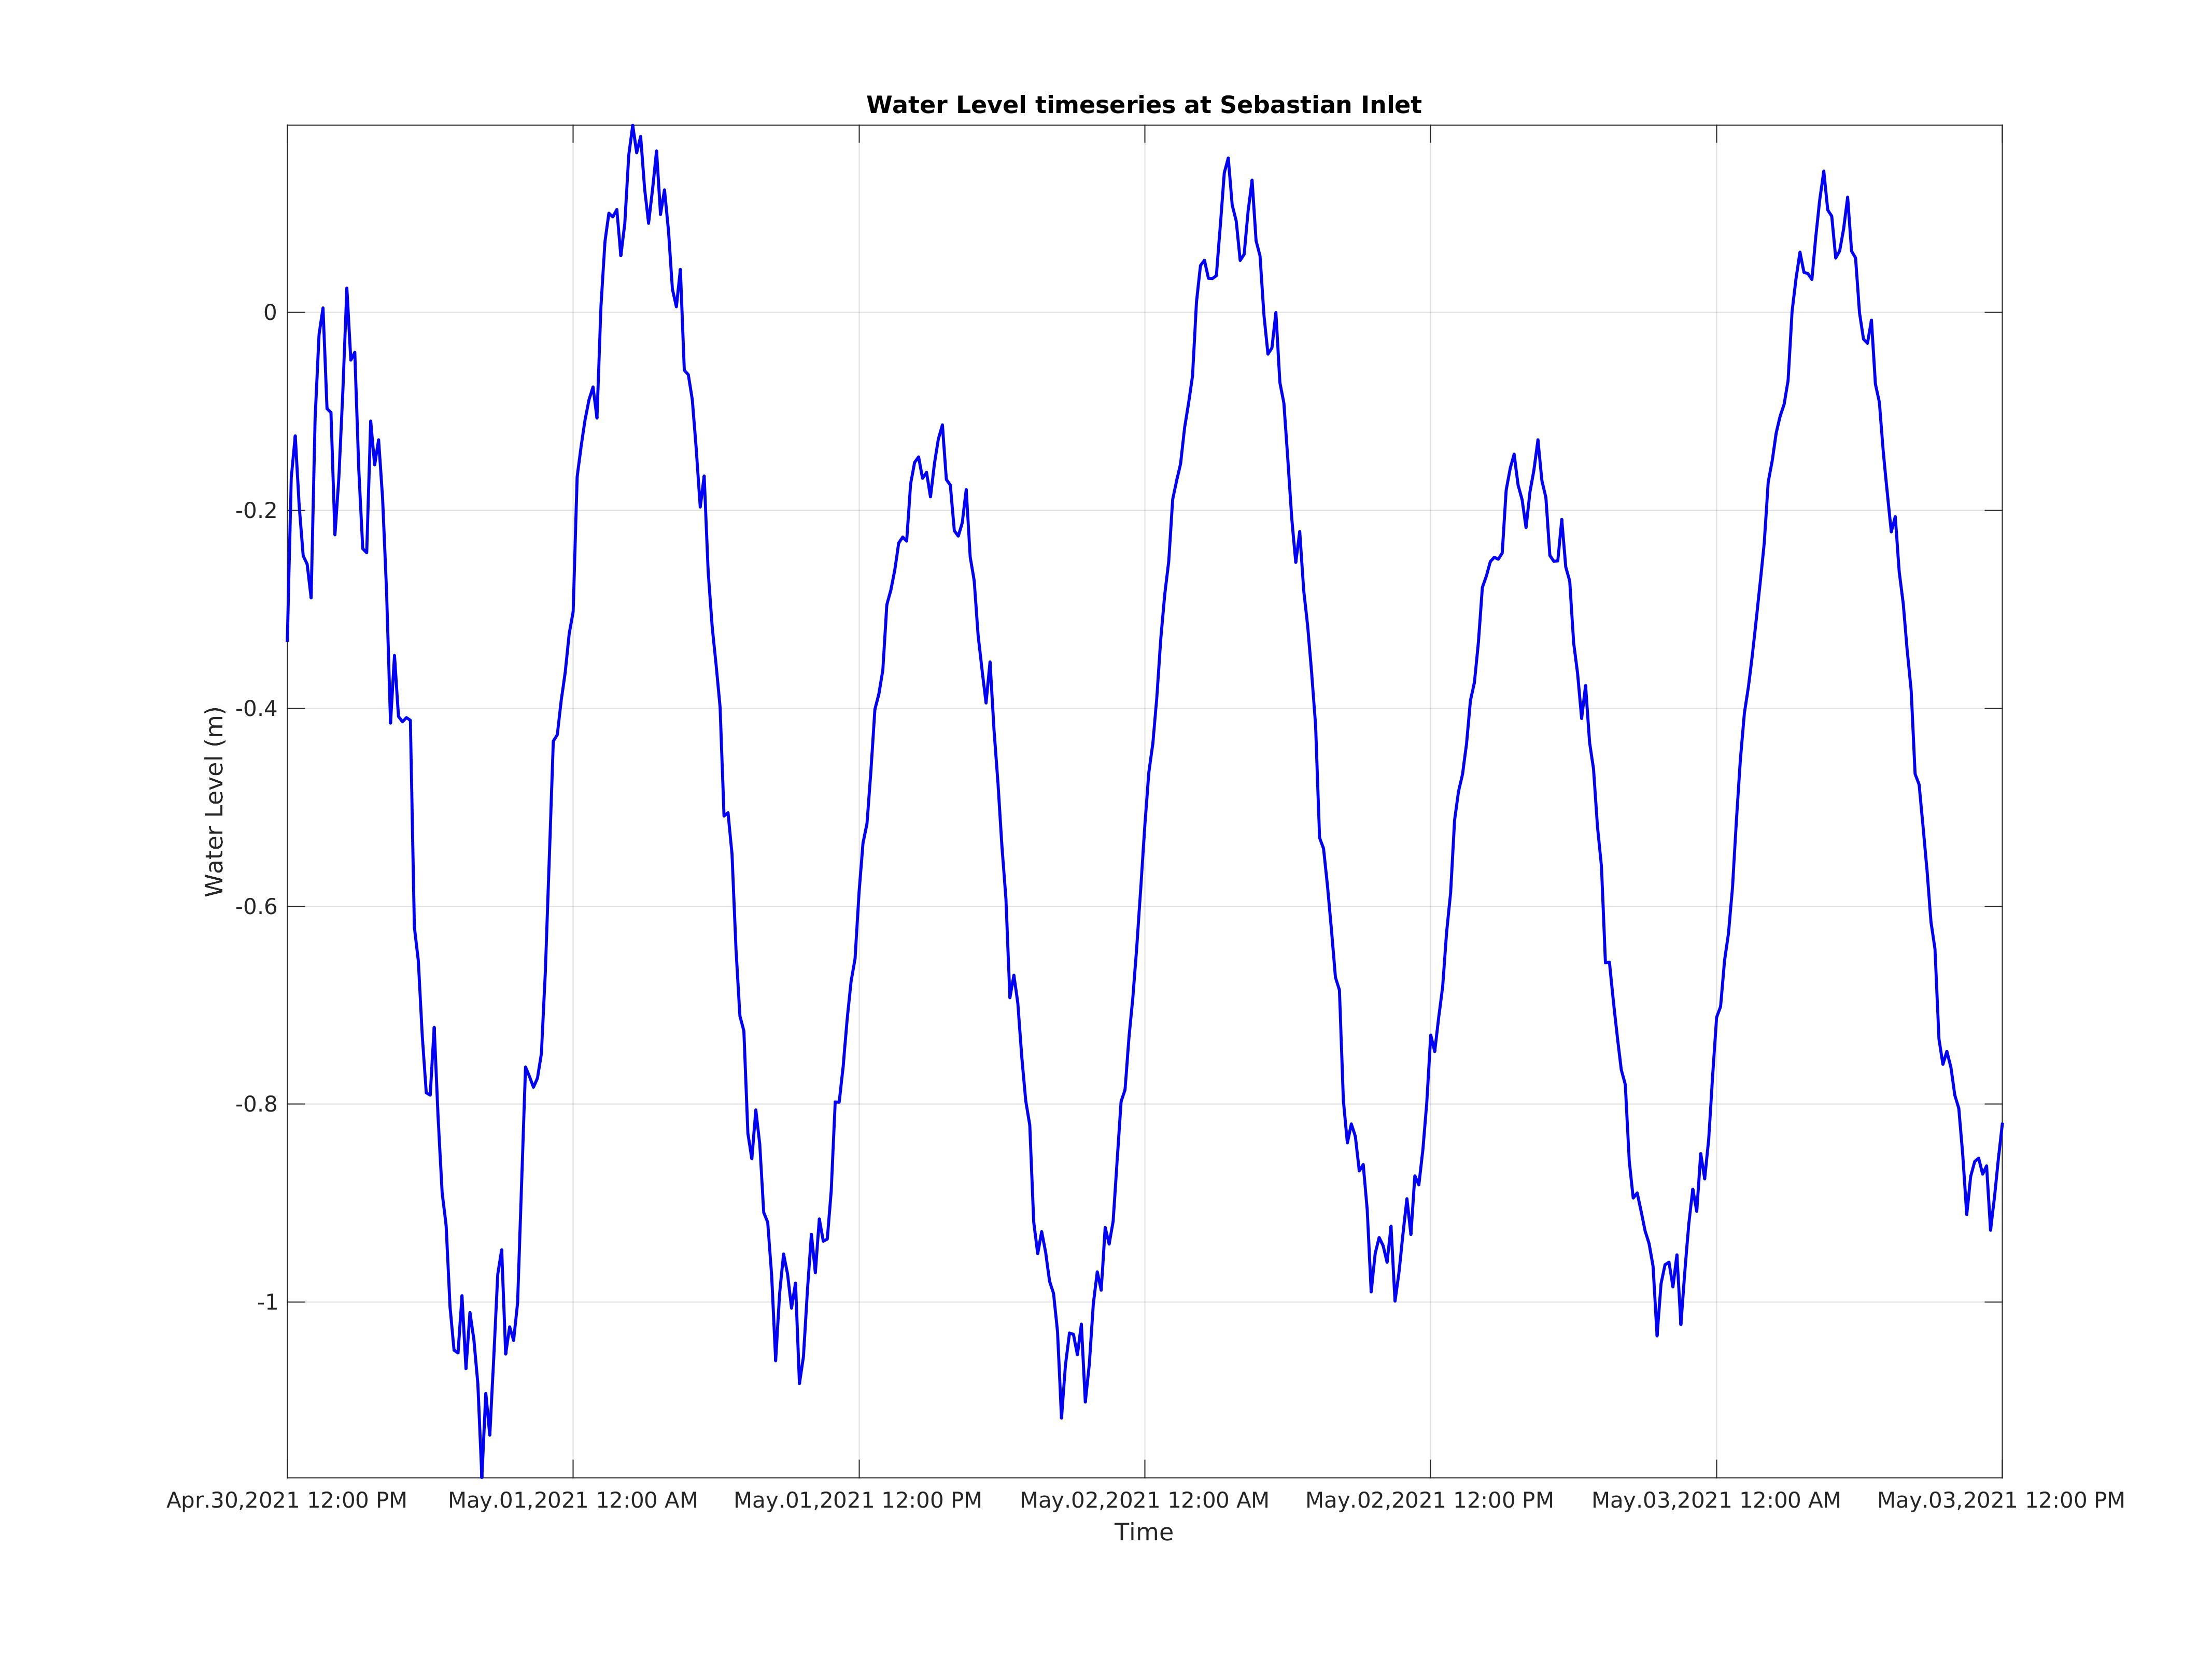 Water Level timeseries at Sebastian Inlet
0
-0.2
-0.4
-0.6
-0.8
-1
Water Level (m)
Apr.30,2021 12:00 PM
May.01,2021 12:00 AM
May.01,2021 12:00 PM
May.02,2021 12:00 AM
May.02,2021 12:00 PM
May.03,2021 12:00 AM
May.03,2021 12:00 PM
Time